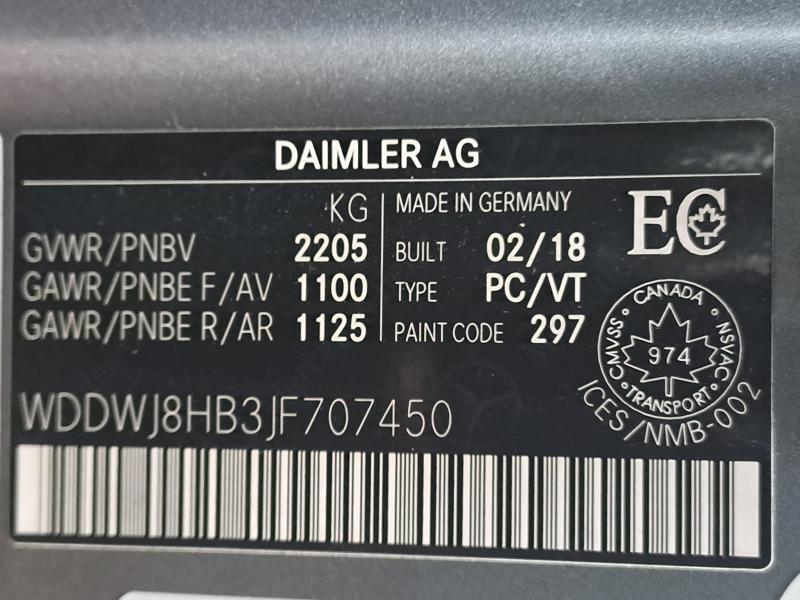 DAIMLER AG
KG
GVWR/PNBV 2205
GAWR/PNBE F/AV 1100
GAWR/PNBE R/AR 1125
MADE IN GERMANY
BUILT 02/18
TYPE PC/VT
PAINT CODE 297
EC
CANADA
CMVSS NSVAC
974
TRANSPORT
ICES/NMB-002
WDDWJ8HB3JF707450